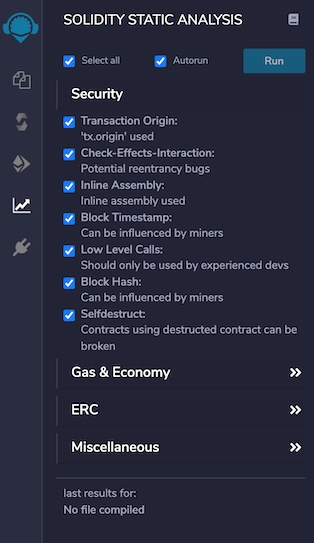 SOLIDITY STATIC ANALYSIS
Select all
Autorun
Run
Security
Transaction Origin:
'tx.origin' used
Check-Effects-Interaction:
Potential reentrancy bugs
Inline Assembly:
Inline assembly used
Block Timestamp:
Can be influenced by miners
Low Level Calls:
Should only be used by experienced devs
Block Hash:
Can be influenced by miners
Selfdestruct:
Contracts using destructed contract can be
broken
Gas & Economy
ERC
Miscellaneous
last results for:
No file compiled